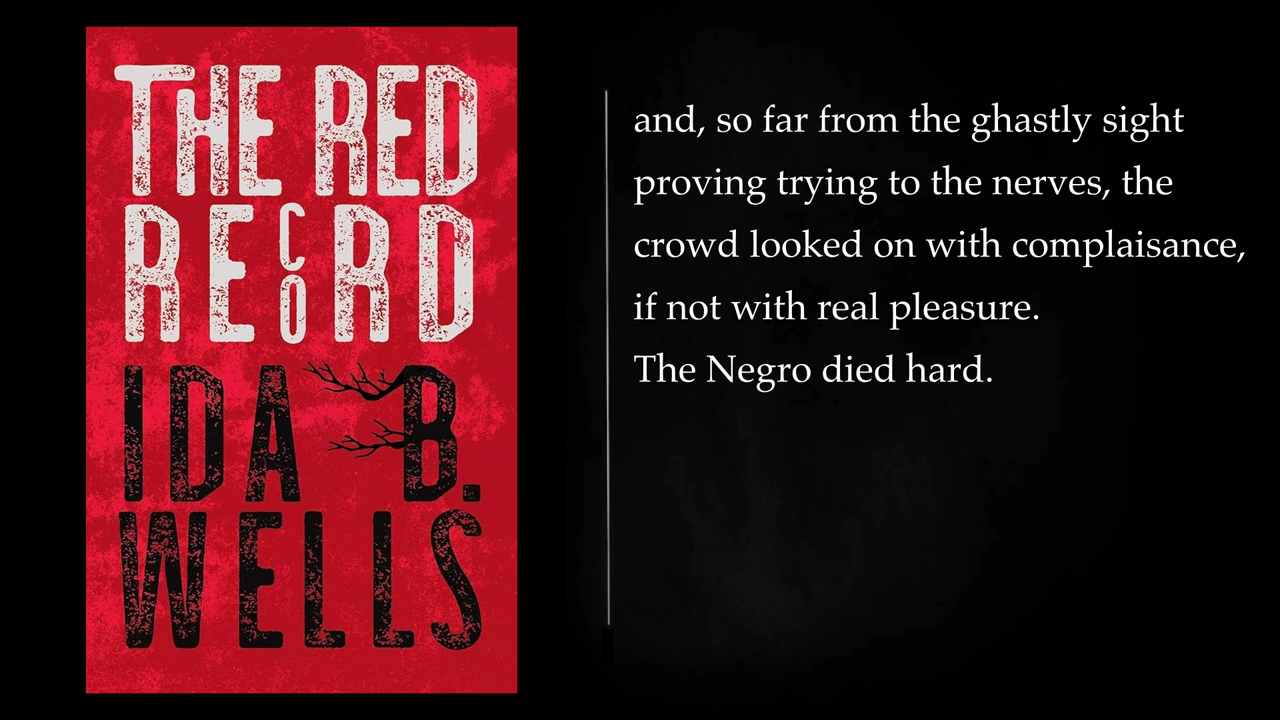 THE RED
RECORD
IDA B.
WELLS
and, so far from the ghastly sight
proving trying to the nerves, the
crowd looked on with complaisance,
if not with real pleasure.
The Negro died hard.